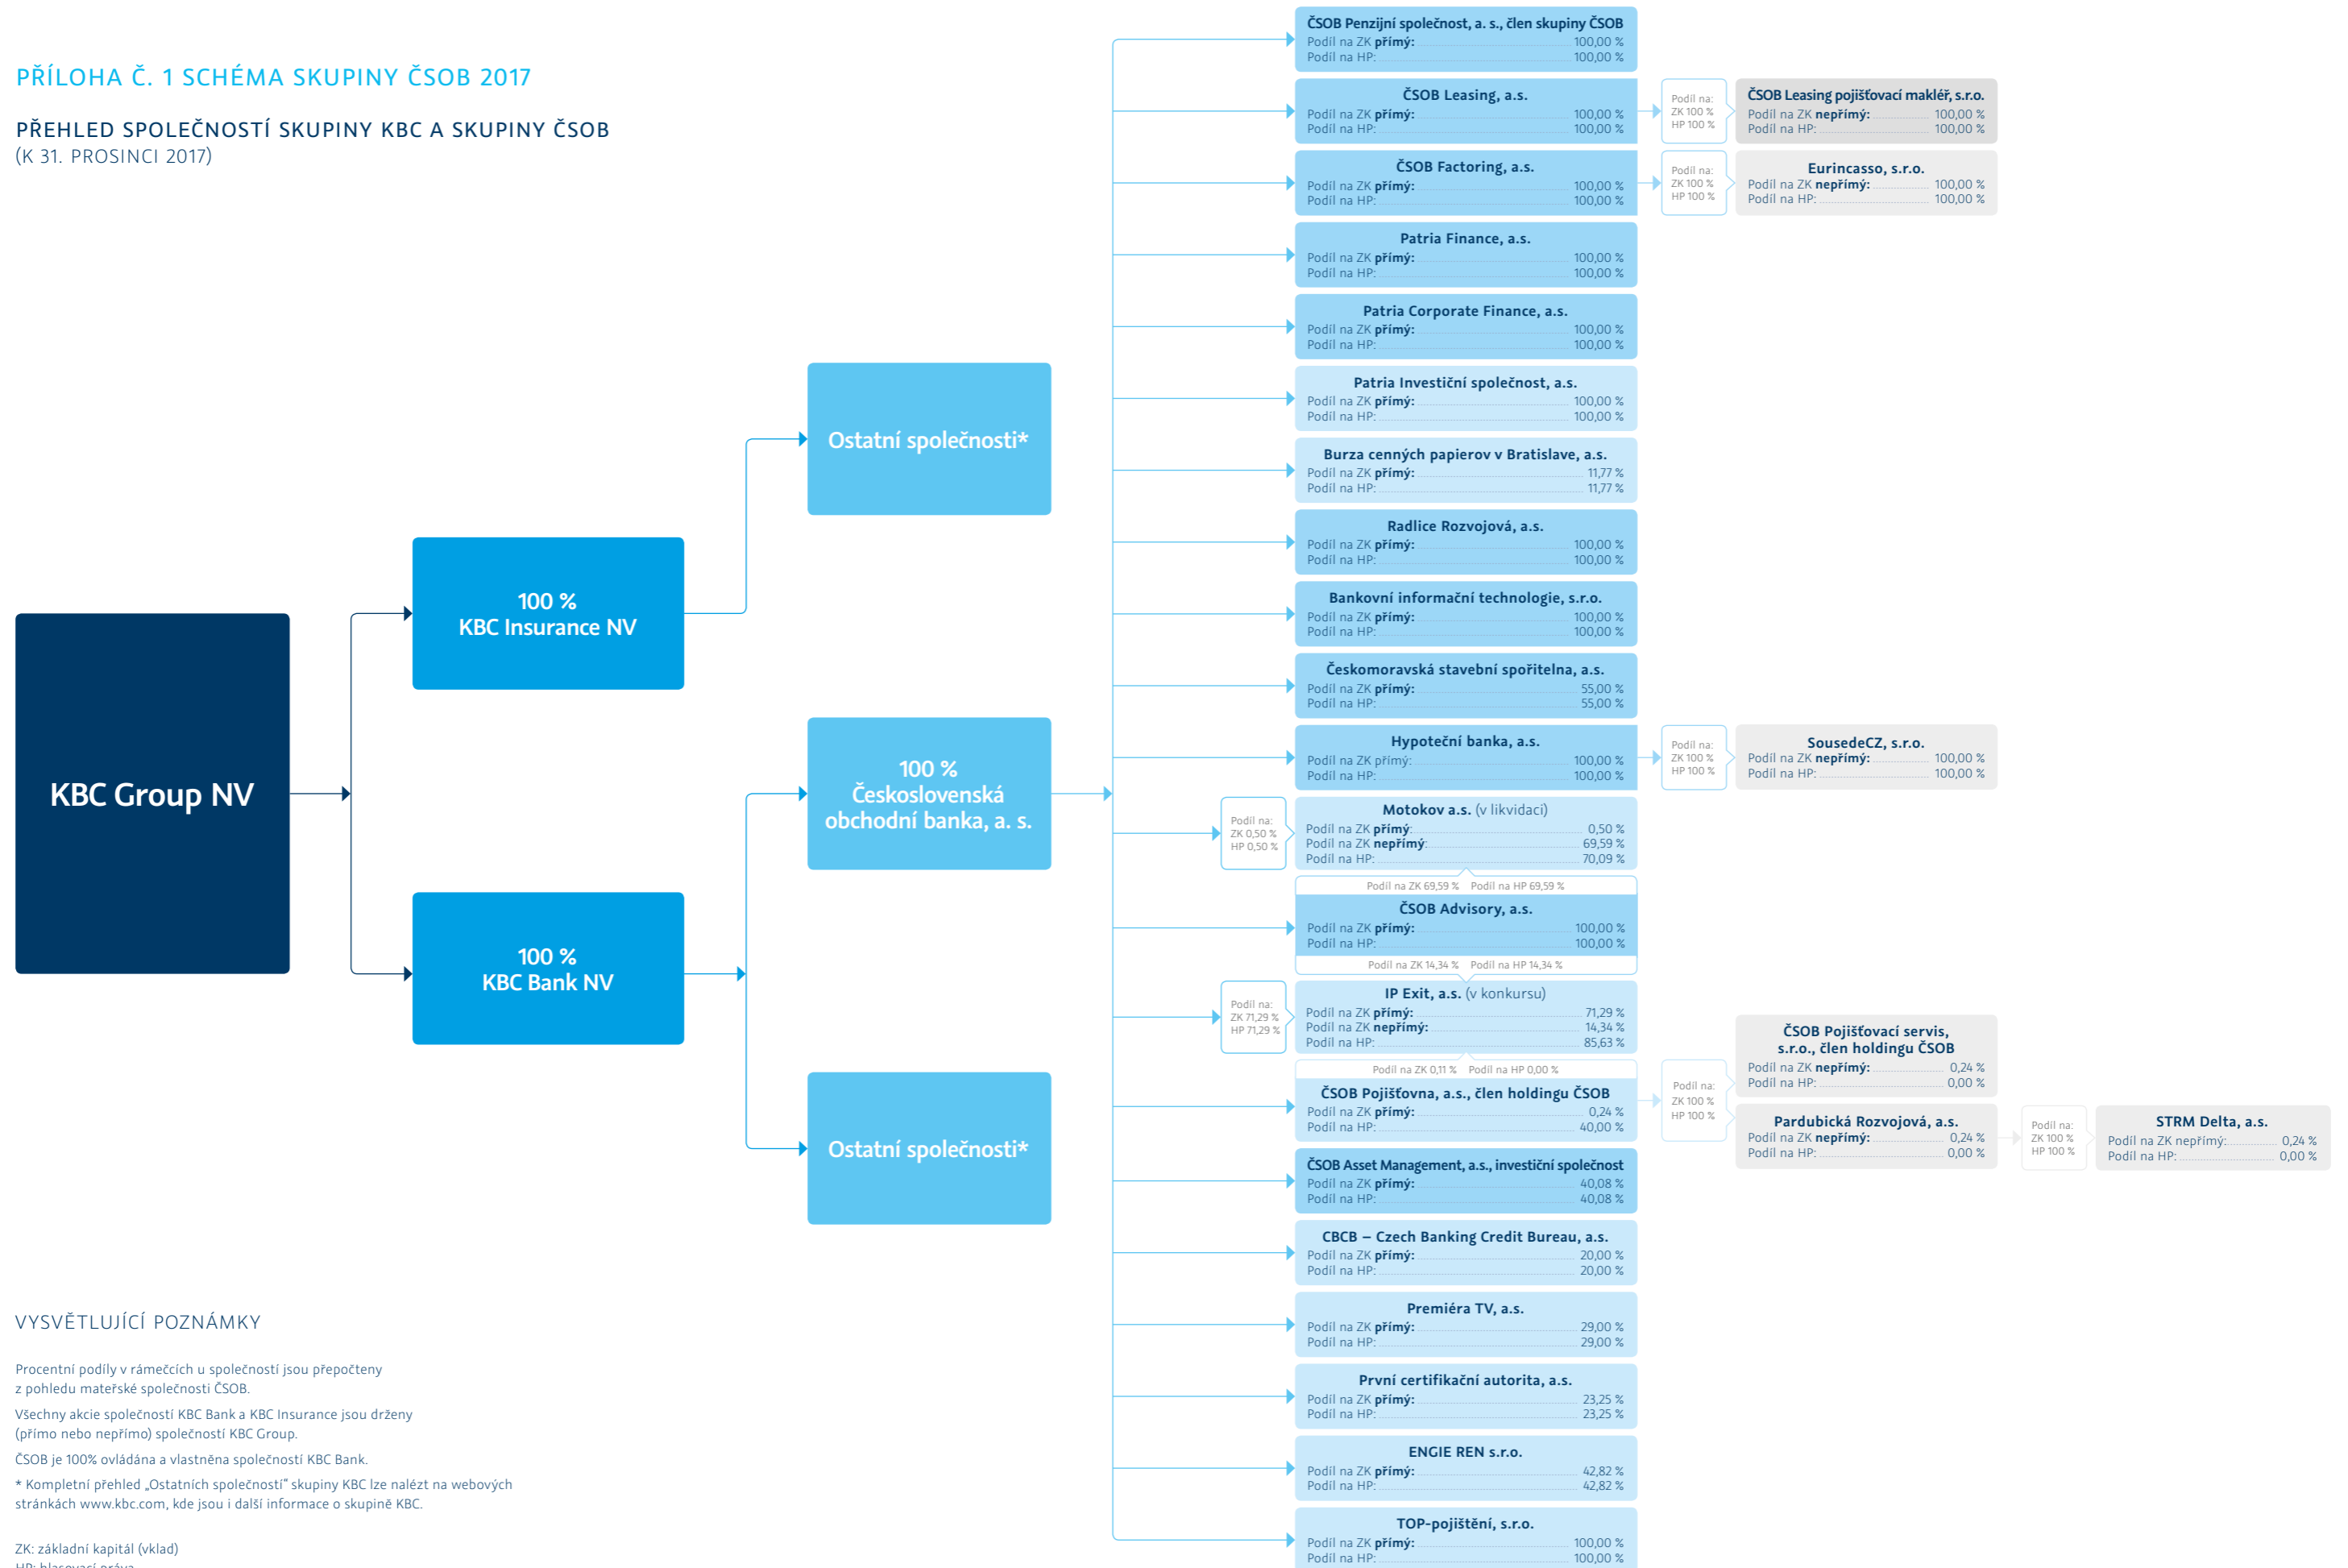 PŘÍLOHA Č. 1 SCHÉMA SKUPINY ČSOB 2017
PŘEHLED SPOLEČNOSTÍ SKUPINY KBC A SKUPINY ČSOB
(K 31. PROSINCI 2017)
KBC Group NV
100 %
KBC Insurance NV
100 %
KBC Bank NV
Ostatní společnosti*
100 %
Československá
obchodní banka, a. s.
Ostatní společnosti*
ČSOB Penzijní společnost, a. s., člen skupiny ČSOB
Podíl na ZK přímý: 100,00 %
Podíl na HP: 100,00 %
ČSOB Leasing, a.s.
Podíl na ZK přímý: 100,00 %
Podíl na HP: 100,00 %
Podíl na:
ZK 100 %
HP 100 %
ČSOB Leasing pojišťovací makléř, s.r.o.
Podíl na ZK nepřímý: 100,00 %
Podíl na HP: 100,00 %
ČSOB Factoring, a.s.
Podíl na ZK přímý: 100,00 %
Podíl na HP: 100,00 %
Podíl na:
ZK 100 %
HP 100 %
Eurincasso, s.r.o.
Podíl na ZK nepřímý: 100,00 %
Podíl na HP: 100,00 %
Patria Finance, a.s.
Podíl na ZK přímý: 100,00 %
Podíl na HP: 100,00 %
Patria Corporate Finance, a.s.
Podíl na ZK přímý: 100,00 %
Podíl na HP: 100,00 %
Patria Investiční společnost, a.s.
Podíl na ZK přímý: 100,00 %
Podíl na HP: 100,00 %
Burza cenných papierov v Bratislave, a.s.
Podíl na ZK přímý: 11,77 %
Podíl na HP: 11,77 %
Radlice Rozvojová, a.s.
Podíl na ZK přímý: 100,00 %
Podíl na HP: 100,00 %
Bankovní informační technologie, s.r.o.
Podíl na ZK přímý: 100,00 %
Podíl na HP: 100,00 %
Českomoravská stavební spořitelna, a.s.
Podíl na ZK přímý: 55,00 %
Podíl na HP: 55,00 %
Hypoteční banka, a.s.
Podíl na ZK přímý: 100,00 %
Podíl na HP: 100,00 %
Podíl na:
ZK 100 %
HP 100 %
SousedeCZ, s.r.o.
Podíl na ZK nepřímý: 100,00 %
Podíl na HP: 100,00 %
Podíl na:
ZK 0,50 %
HP 0,50 %
Motokov a.s. (v likvidaci)
Podíl na ZK přímý: 0,50 %
Podíl na ZK nepřímý: 69,59 %
Podíl na HP: 70,09 %
Podíl na ZK 69,59 % Podíl na HP 69,59 %
ČSOB Advisory, a.s.
Podíl na ZK přímý: 100,00 %
Podíl na HP: 100,00 %
Podíl na ZK 14,34 % Podíl na HP 14,34 %
Podíl na:
ZK 71,29 %
HP 71,29 %
IP Exit, a.s. (v konkursu)
Podíl na ZK přímý: 71,29 %
Podíl na ZK nepřímý: 14,34 %
Podíl na HP: 85,63 %
Podíl na ZK 0,11 % Podíl na HP 0,00 %
ČSOB Pojišťovna, a.s., člen holdingu ČSOB
Podíl na ZK přímý: 0,24 %
Podíl na HP: 40,00 %
Podíl na:
ZK 100 %
HP 100 %
ČSOB Pojišťovací servis,
s.r.o., člen holdingu ČSOB
Podíl na ZK nepřímý: 0,24 %
Podíl na HP: 0,00 %
Pardubická Rozvojová, a.s.
Podíl na ZK nepřímý: 0,24 %
Podíl na HP: 0,00 %
Podíl na:
ZK 100 %
HP 100 %
STRM Delta, a.s.
Podíl na ZK nepřímý: 0,24 %
Podíl na HP: 0,00 %
ČSOB Asset Management, a.s., investiční společnost
Podíl na ZK přímý: 40,08 %
Podíl na HP: 40,08 %
CBCB – Czech Banking Credit Bureau, a.s.
Podíl na ZK přímý: 20,00 %
Podíl na HP: 20,00 %
Premiéra TV, a.s.
Podíl na ZK přímý: 29,00 %
Podíl na HP: 29,00 %
První certifikační autorita, a.s.
Podíl na ZK přímý: 23,25 %
Podíl na HP: 23,25 %
ENGIE REN s.r.o.
Podíl na ZK přímý: 42,82 %
Podíl na HP: 42,82 %
TOP-pojištění, s.r.o.
Podíl na ZK přímý: 100,00 %
Podíl na HP: 100,00 %
VYSVĚTLUJÍCÍ POZNÁMKY
Procentní podíly v rámečcích u společností jsou přepočteny
z pohledu mateřské společnosti ČSOB.
Všechny akcie společností KBC Bank a KBC Insurance jsou drženy
(přímo nebo nepřímo) společností KBC Group.
ČSOB je 100% ovládána a vlastněna společností KBC Bank.
* Kompletní přehled „Ostatních společností“ skupiny KBC lze nalézt na webových
stránkách www.kbc.com, kde jsou i další informace o skupině KBC.
ZK: základní kapitál (vklad)
HP: hlasovací práva